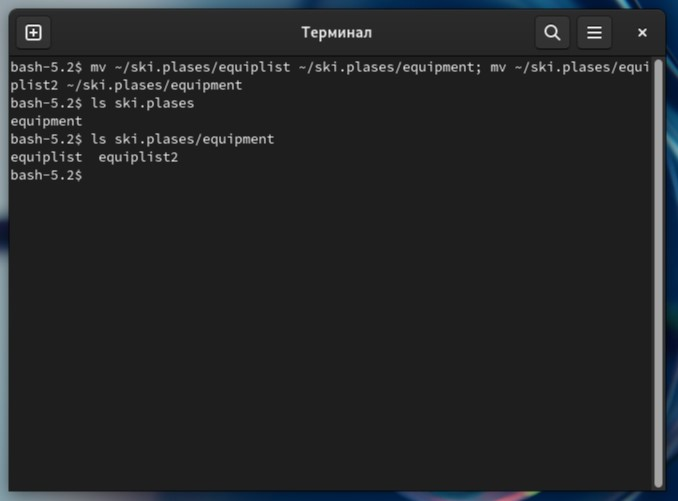 Терминал
bash-5.2$ mv ~/ski.plases/equiplist ~/ski.plases/equipment; mv ~/ski.plases/equi
plist2 ~/ski.plases/equipment
bash-5.2$ ls ski.plases
equipment
bash-5.2$ ls ski.plases/equipment
equiplist  equiplist2
bash-5.2$